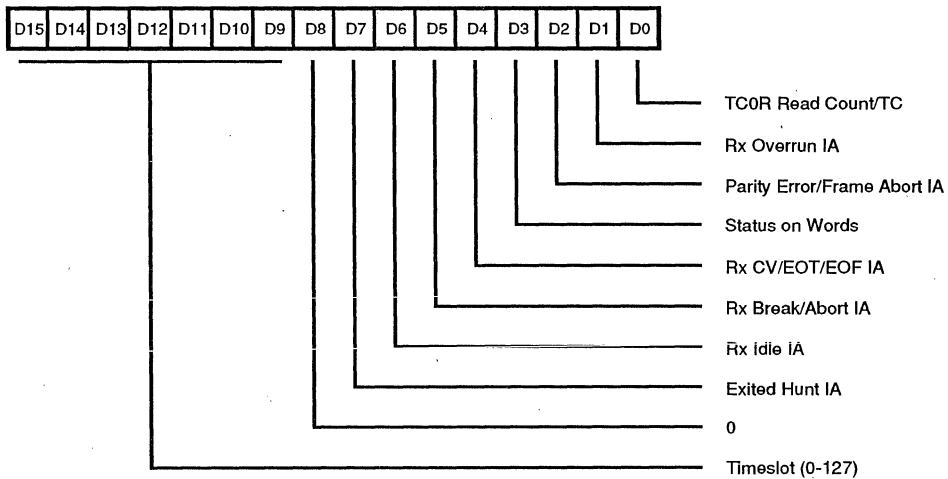 D15 D14 D13 D12 D11 D10 D9 D8 D7 D6 D5 D4 D3 D2 D1 D0
TC0R Read Count/TC
Rx Overrun IA
Parity Error/Frame Abort IA
Status on Words
Rx CV/EOT/EOF IA
Rx Break/Abort IA
Rx Idle IA
Exited Hunt IA
0
Timeslot (0-127)